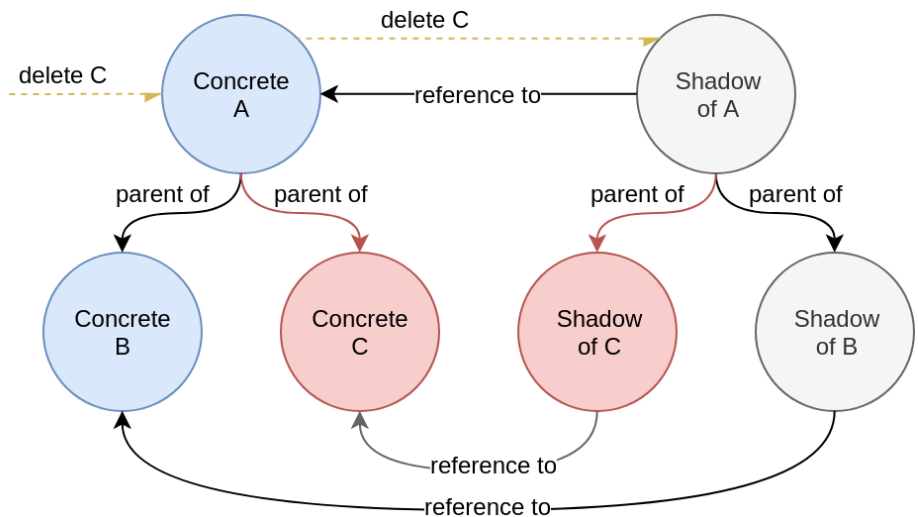 delete C
delete C
Concrete
A
reference to
Shadow
of A
parent of
parent of
parent of
parent of
Concrete
B
Concrete
C
Shadow
of C
Shadow
of B
reference to
reference to